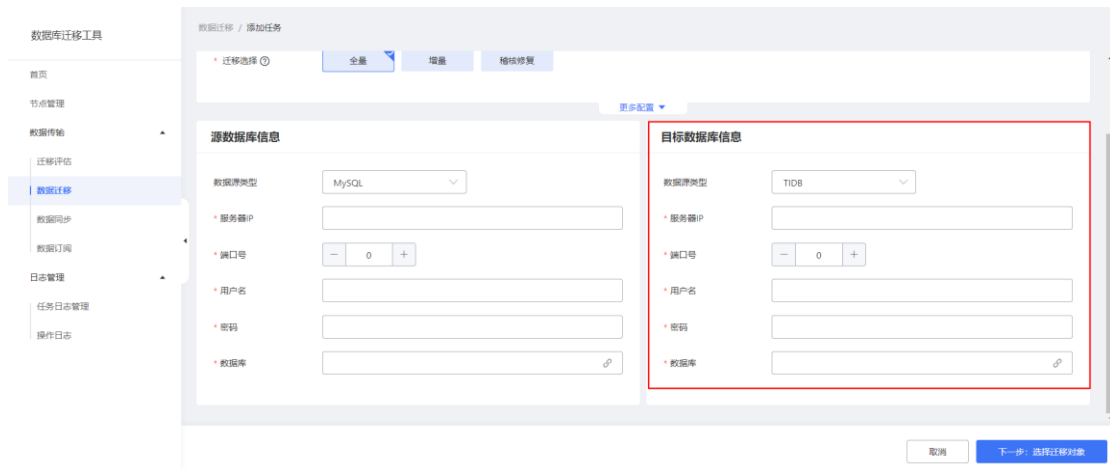 数据库迁移工具
首页
节点管理
数据传输
迁移评估
数据迁移
数据同步
数据订阅
日志管理
任务日志管理
操作日志
数据迁移 / 添加任务
* 迁移选择 全量 增量 稽核修复
更多配置
源数据库信息
数据源类型 MySQL
* 服务器IP
* 端口号 0
* 用户名
* 密码
* 数据库
目标数据库信息
数据源类型 TIDB
* 服务器IP
* 端口号 0
* 用户名
* 密码
* 数据库
取消 下一步：选择迁移对象